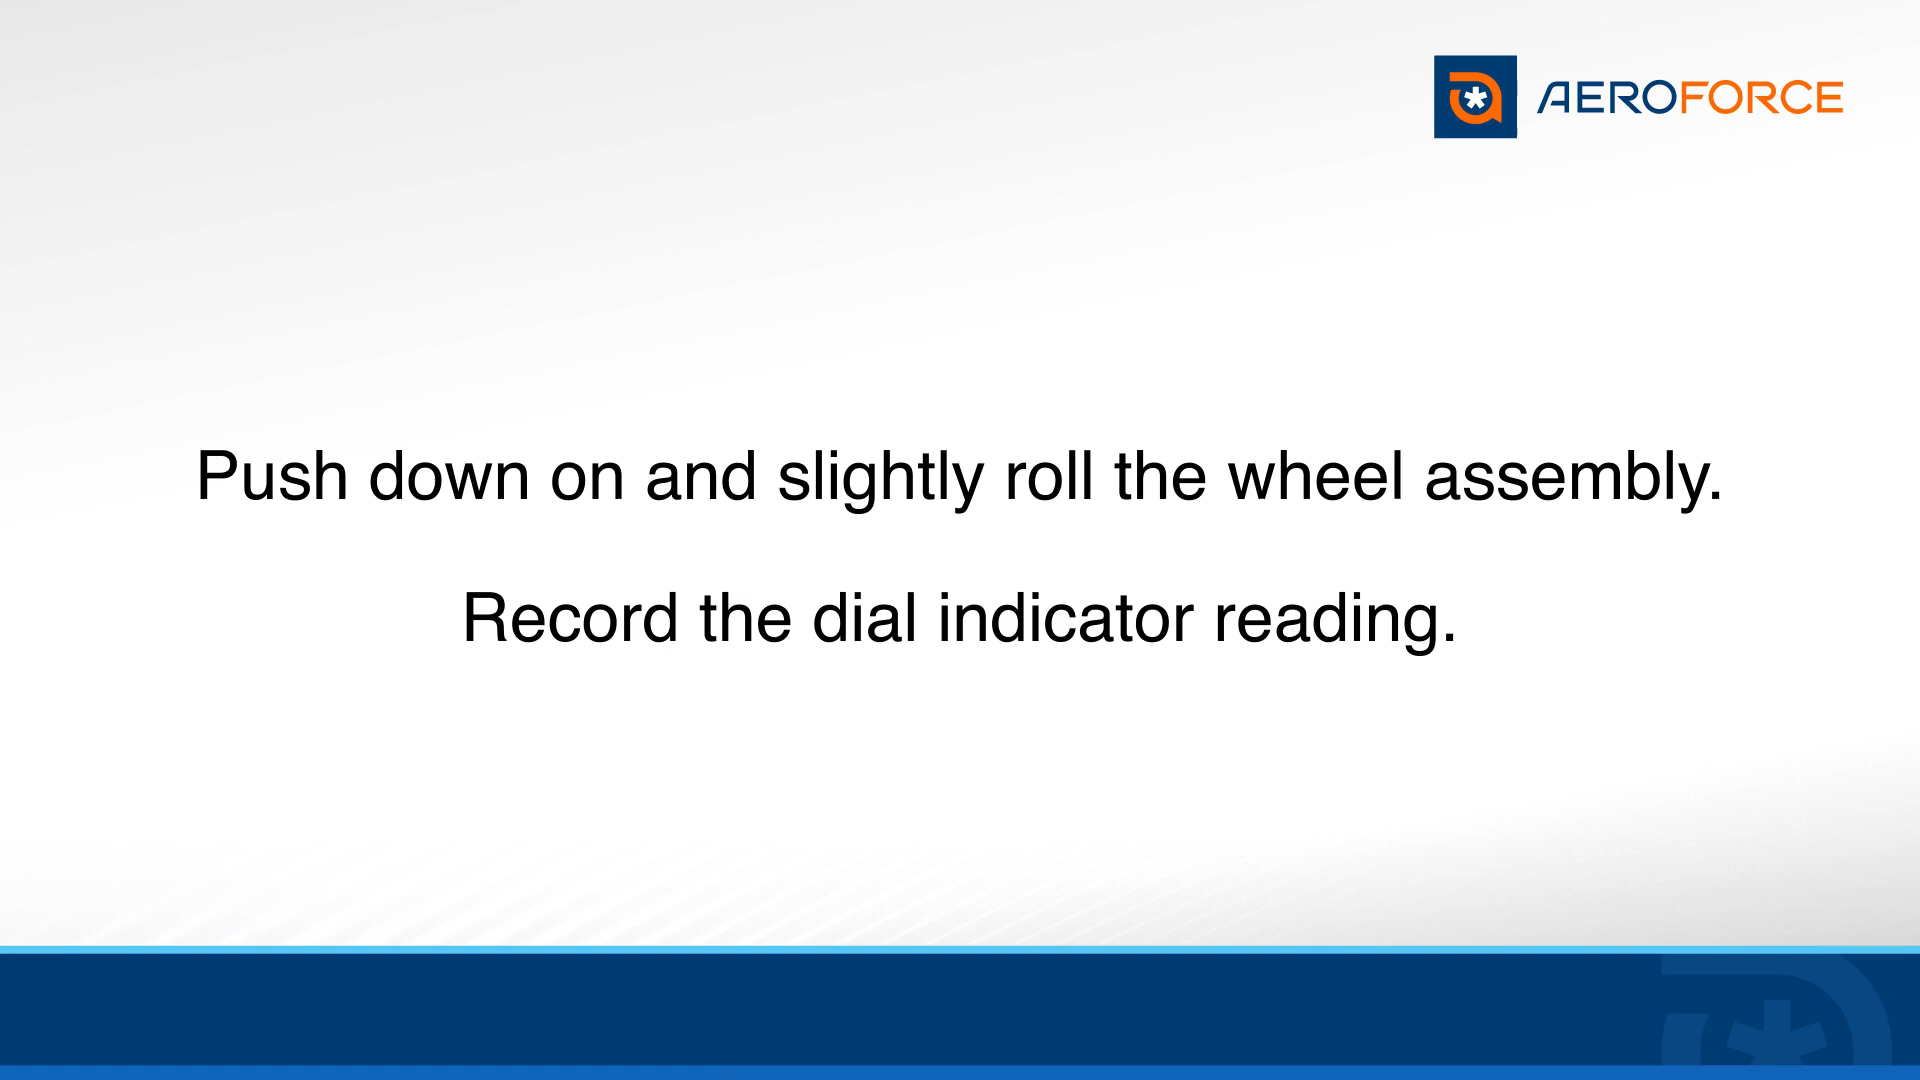 AEROFORCE
Push down on and slightly roll the wheel assembly.
Record the dial indicator reading.